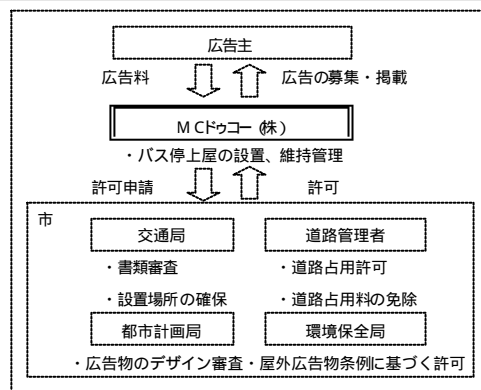 広告主
広告料 広告の募集・掲載
MCドゥコー(株)
・バス停上屋の設置、維持管理
許可申請 許可
市
交通局 道路管理者
・書類審査 ・道路占用許可
・設置場所の確保 ・道路占用料の免除
都市計画局 環境保全局
・広告物のデザイン審査・屋外広告物条例に基づく許可